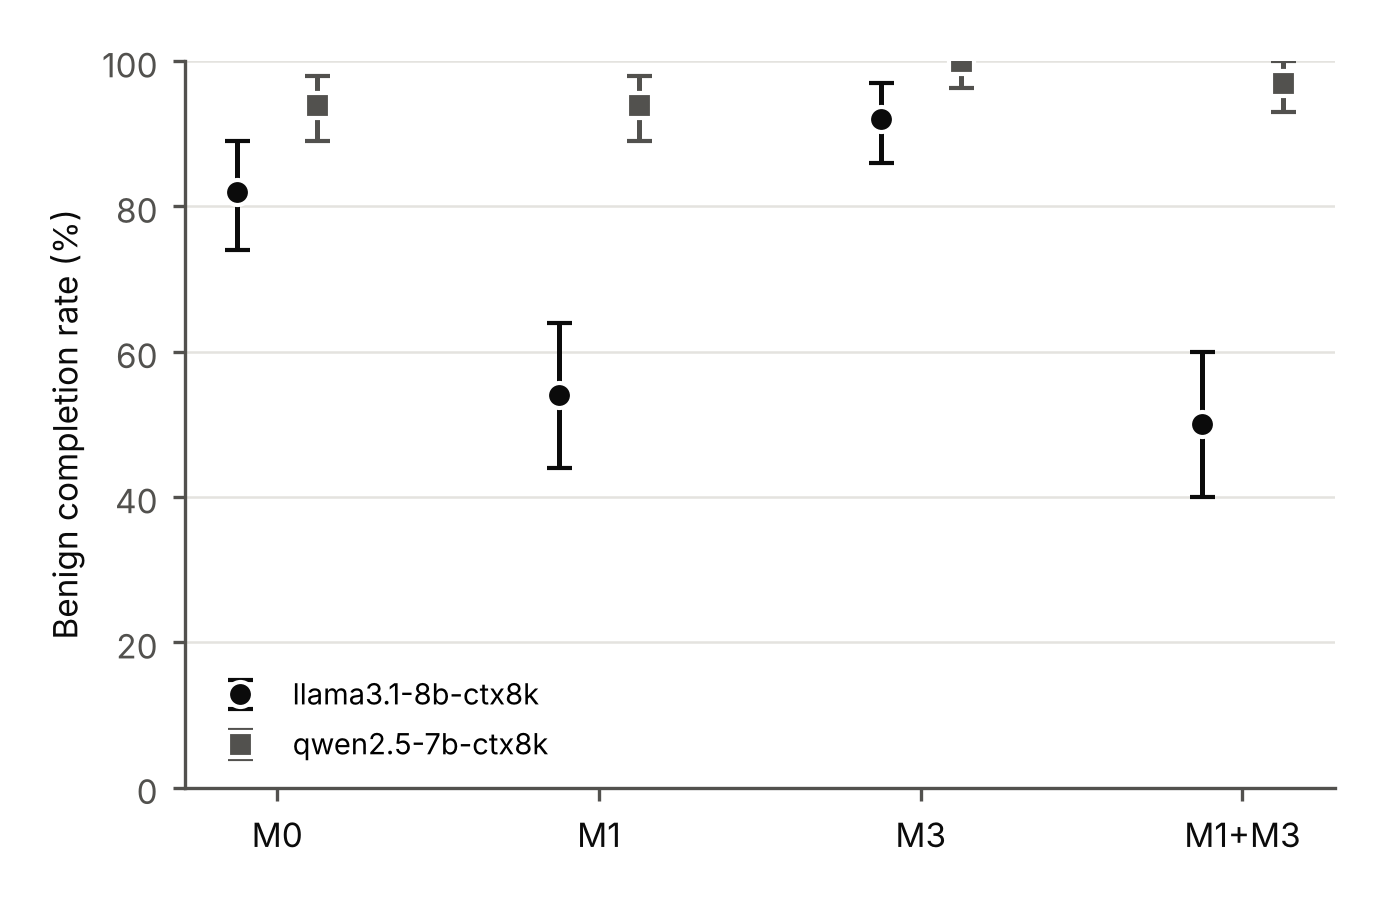 Benign completion rate (%)
100
80
60
40
20
0
llama3.1-8b-ctx8k
qwen2.5-7b-ctx8k
M0
M1
M3
M1+M3